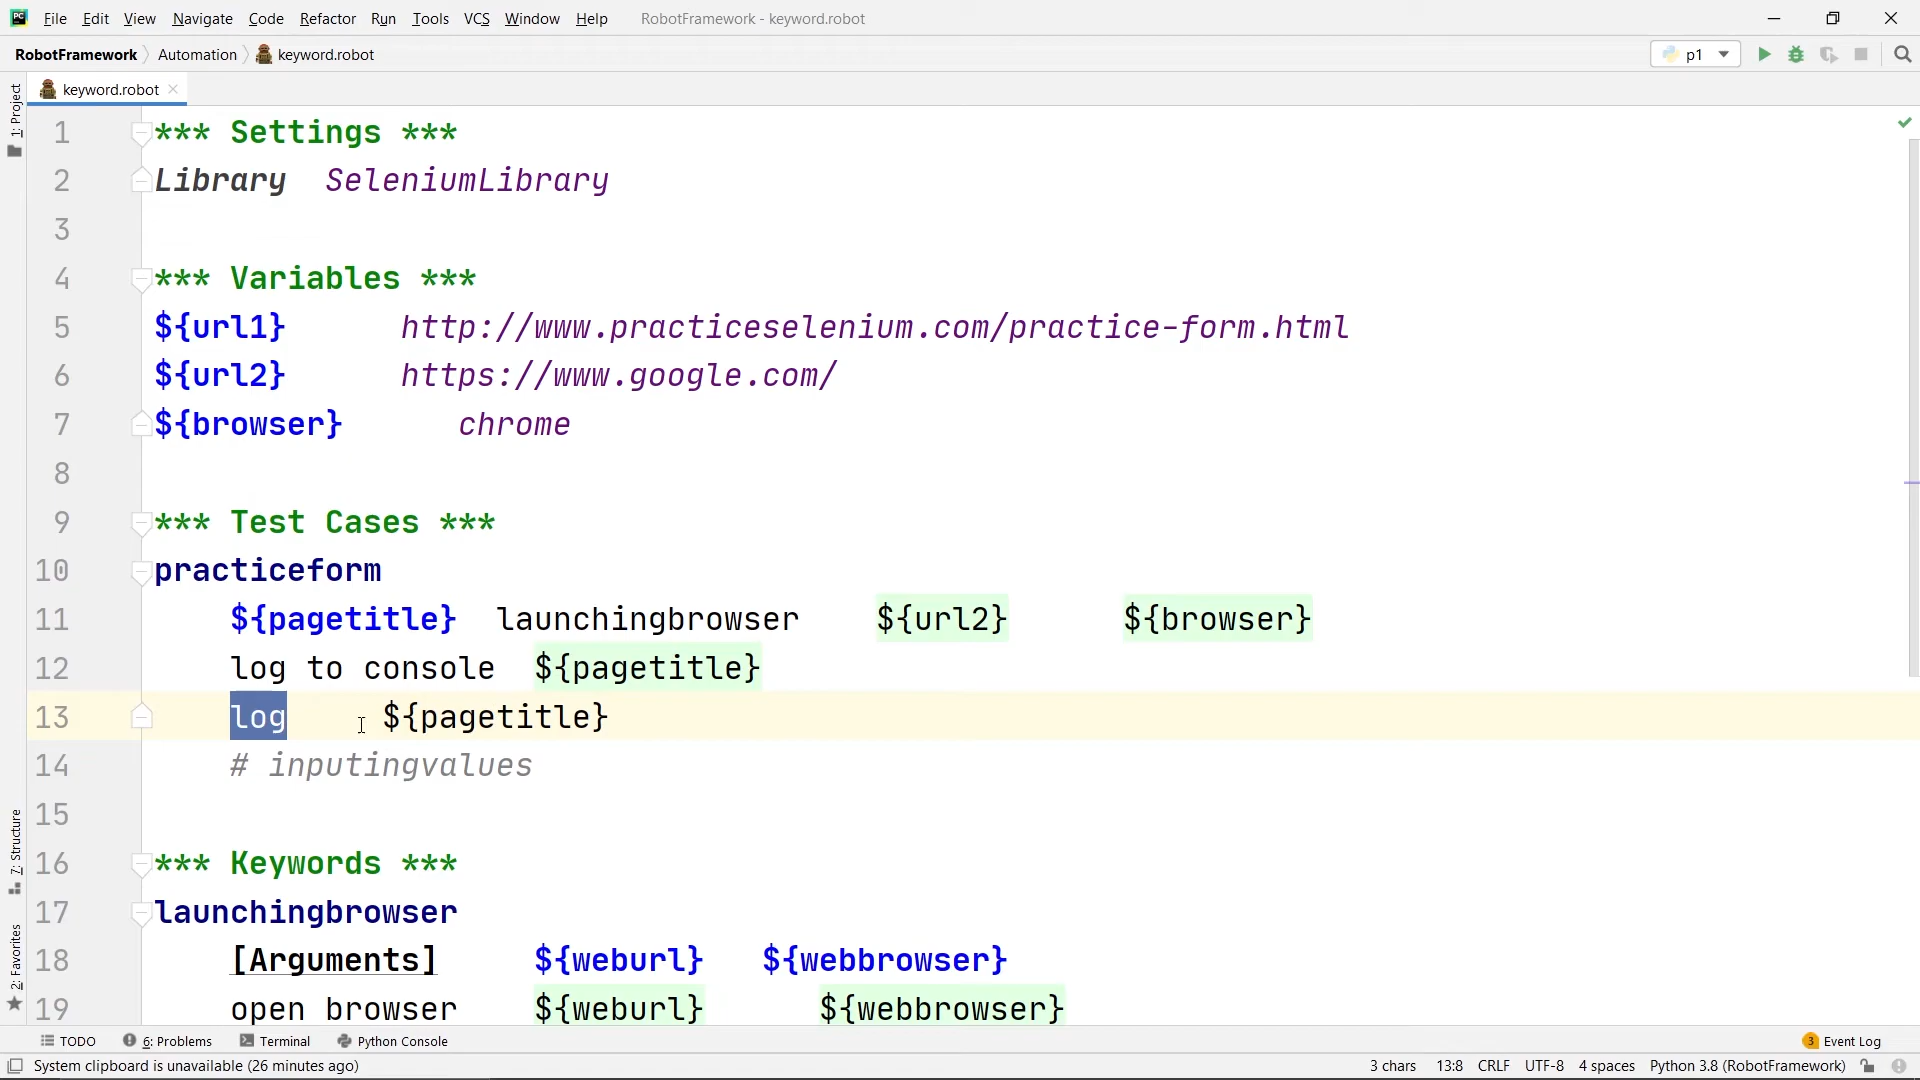 PC File Edit View Navigate Code Refactor Run Tools VCS Window Help RobotFramework - keyword.robot
RobotFramework Automation keyword.robot p1
1: Project
keyword.robot
1 *** Settings ***
2 Library SeleniumLibrary
3
4 *** Variables ***
5 ${url1} http://www.practiceselenium.com/practice-form.html
6 ${url2} https://www.google.com/
7 ${browser} chrome
8
9 *** Test Cases ***
10 practiceform
11 ${pagetitle} launchingbrowser ${url2} ${browser}
12 log to console ${pagetitle}
13 log ${pagetitle}
14 # inputingvalues
15
16 *** Keywords ***
17 launchingbrowser
18 [Arguments] ${weburl} ${webbrowser}
19 open browser ${weburl} ${webbrowser}
7: Structure
2: Favorites
TODO 6: Problems Terminal Python Console 3 Event Log
System clipboard is unavailable (26 minutes ago) 3 chars 13:8 CRLF UTF-8 4 spaces Python 3.8 (RobotFramework)